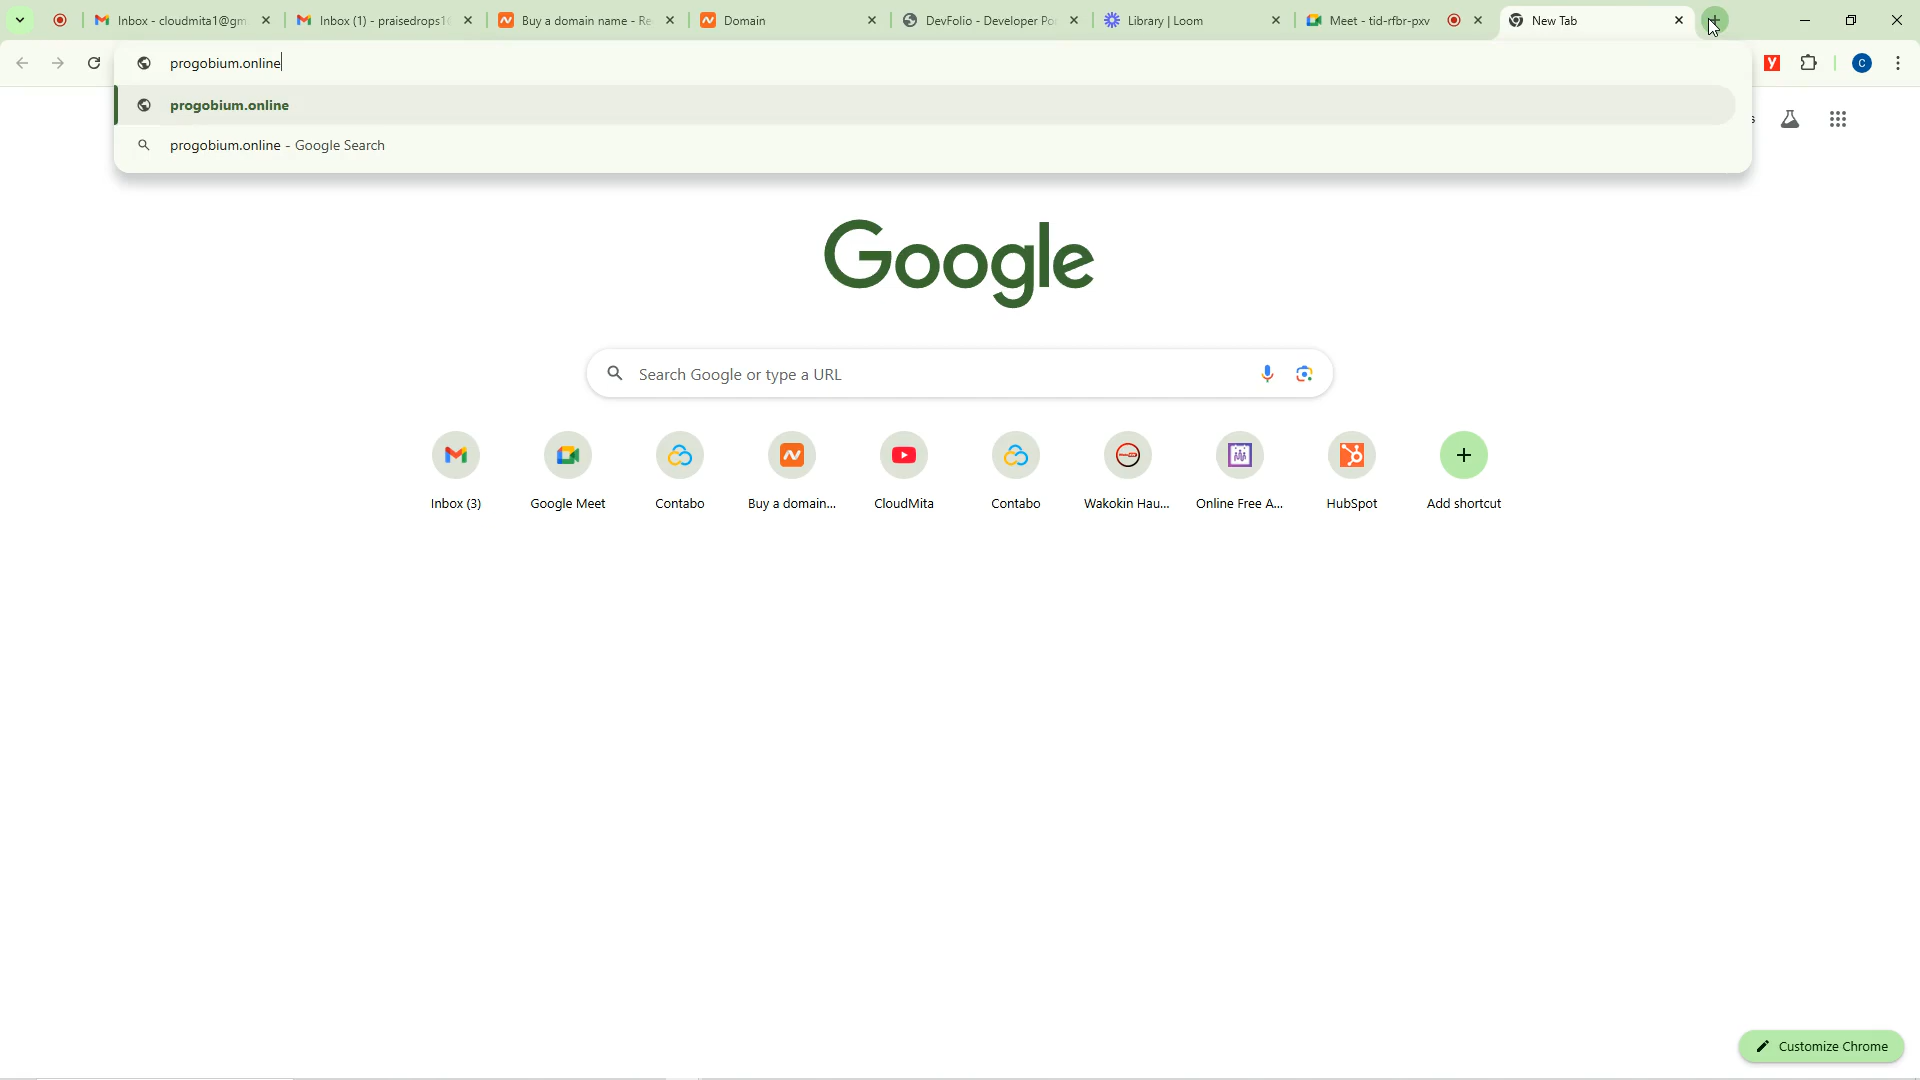 Inbox - cloudmita1@gm
Inbox (1) - praisedrops1
Buy a domain name - Re
Domain
DevFolio - Developer Po
Library | Loom
Meet - tid-rfbr-pxv
New Tab
progobium.online
progobium.online
progobium.online - Google Search
Google
Search Google or type a URL
Inbox (3)
Google Meet
Contabo
Buy a domain...
CloudMita
Contabo
Wakokin Hau...
Online Free A...
HubSpot
Add shortcut
Customize Chrome